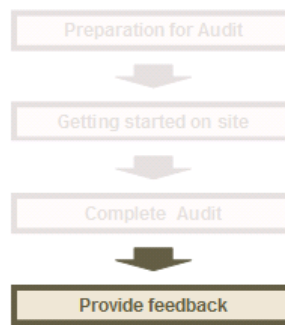 Preparation for Audit
Getting started on site
Complete Audit
Provide feedback